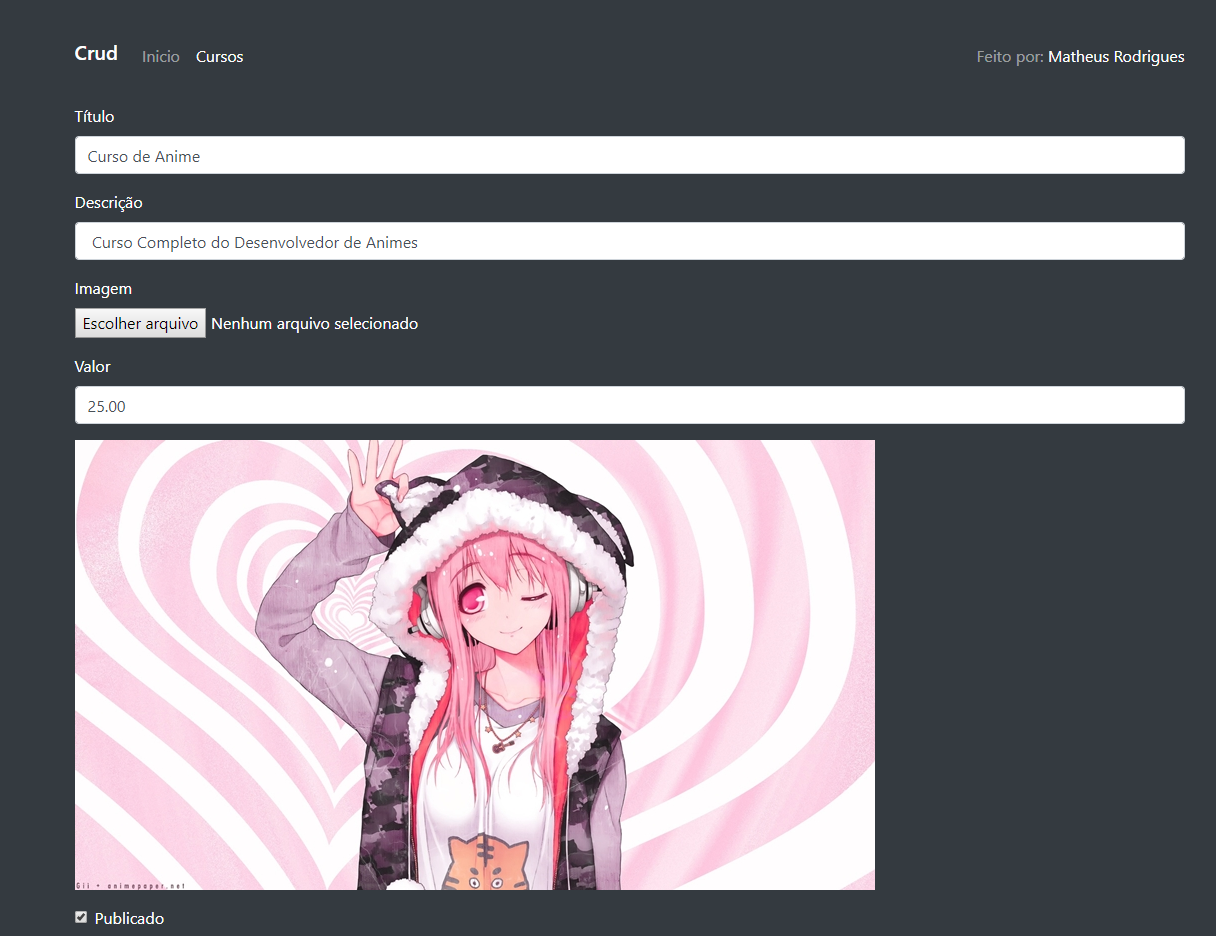 Crud Inicio Cursos Feito por: Matheus Rodrigues
Título
Curso de Anime
Descrição
Curso Completo do Desenvolvedor de Animes
Imagem
Escolher arquivo Nenhum arquivo selecionado
Valor
25.00
Gii + animepaper.net
Publicado